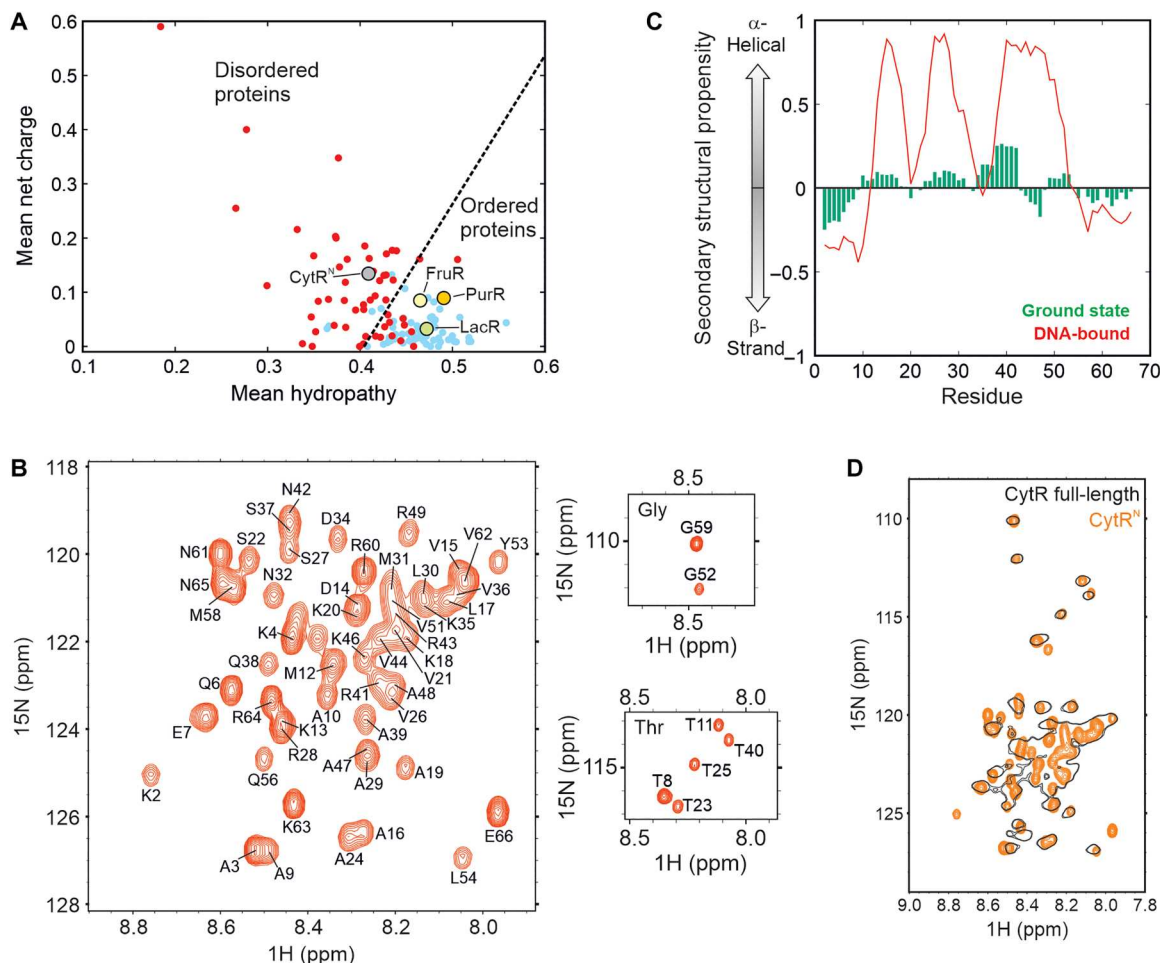 A
0.6
0.5
0.4
0.3
0.2
0.1
0
Mean net charge
Disordered
proteins
Ordered
proteins
CytRᴺ
FruR
PurR
LacR
0.1
0.2
0.3
0.4
0.5
0.6
Mean hydropathy
C
α-
Helical
Secondary structural propensity
β-
Strand
1
0.5
0
−0.5
−1
Ground state
DNA-bound
0
10
20
30
40
50
60
70
Residue
B
118
120
122
124
126
128
15N (ppm)
N42
S37
S27
D34
R49
N61
S22
R60
M31
V15
V62
Y53
N65
M58
N32
D14
L30
V36
K20
L17
K35
V51
R43
K4
K46
V44
K18
V21
Q38
M12
R41
A48
Q6
V26
R64
K13
A10
A39
E7
R28
A47
A29
A19
Q56
K2
K63
E66
A16
A24
A3
A9
L54
8.8
8.6
8.4
8.2
8.0
1H (ppm)
8.5
Gly
G59
G52
110
15N (ppm)
8.5
1H (ppm)
8.5
8.0
Thr
T11
T40
T25
T8
T23
115
15N (ppm)
8.5
8.0
1H (ppm)
D
CytR full-length
CytRᴺ
110
115
120
125
15N (ppm)
9.0
8.6
8.2
7.8
8.8
8.4
8.0
1H (ppm)